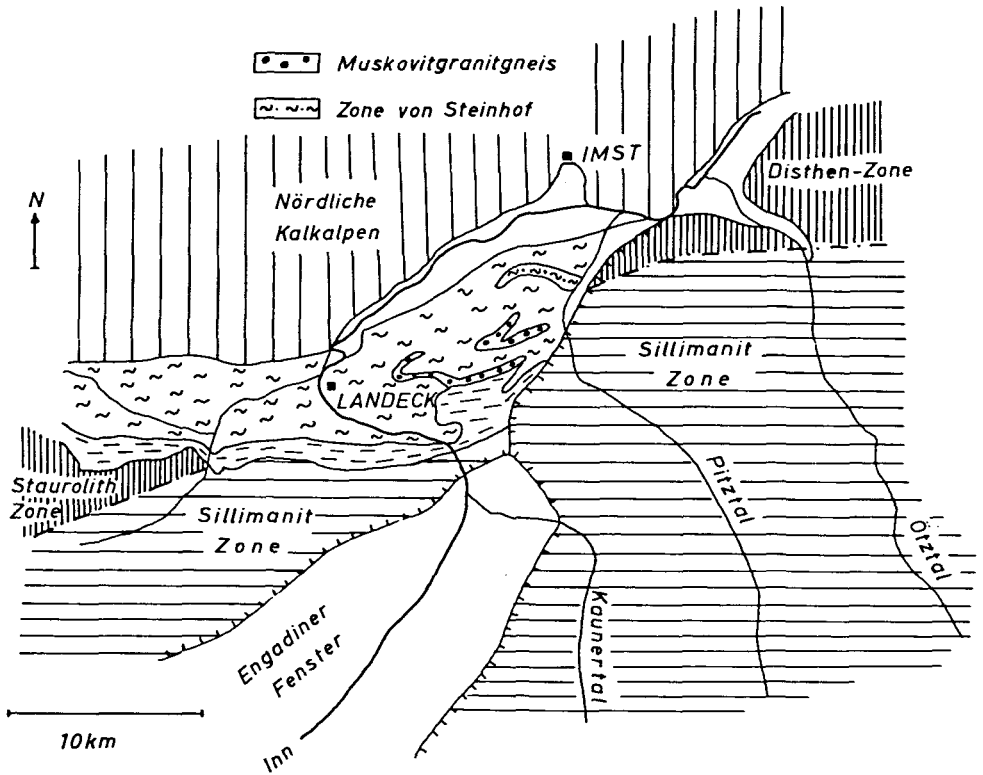 Muskovitgranitgneis
Zone von Steinhof
IMST
Disthen-Zone
N
Nördliche
Kalkalpen
Sillimanit
Zone
LANDECK
Staurolith
Zone
Sillimanit
Zone
Pitztal
Ötztal
Engadiner
Fenster
Kaunertal
10km
Inn